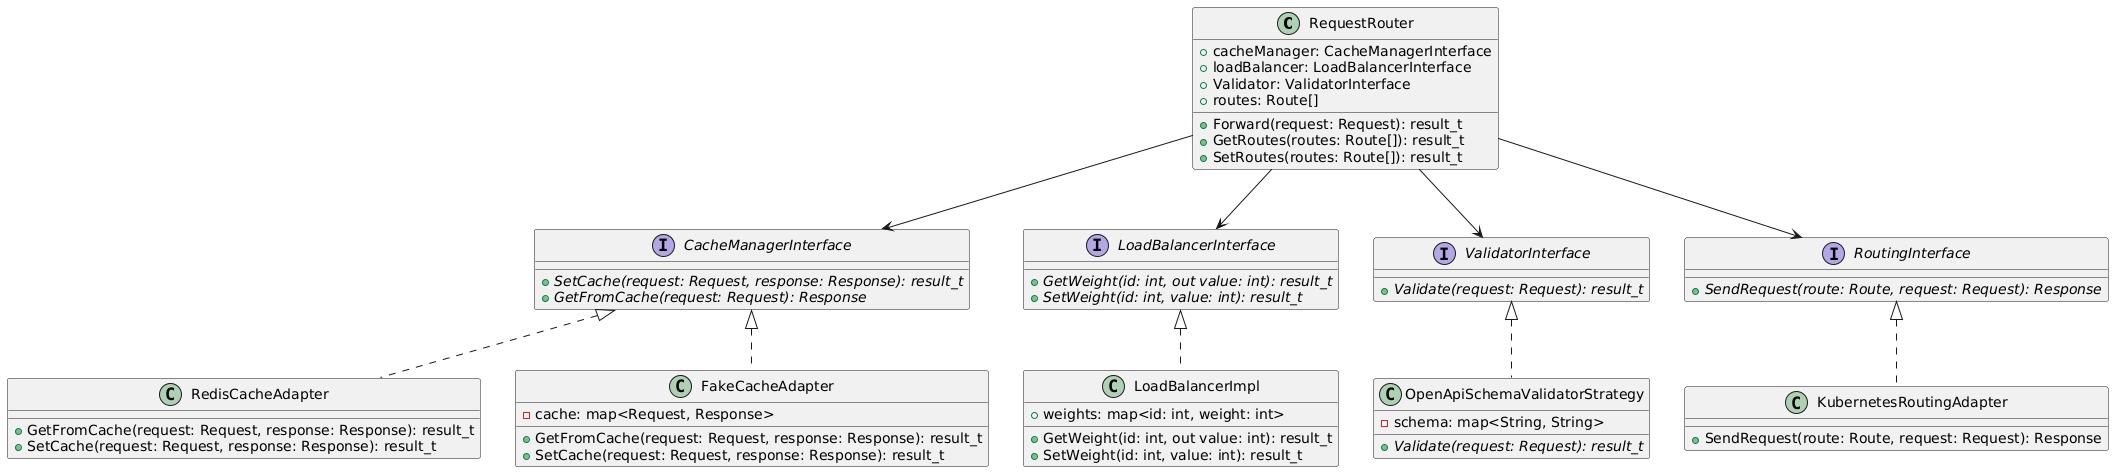 C RequestRouter
cacheManager: CacheManagerInterface
loadBalancer: LoadBalancerInterface
Validator: ValidatorInterface
routes: Route[]
Forward(request: Request): result_t
GetRoutes(routes: Route[]): result_t
SetRoutes(routes: Route[]): result_t
I CacheManagerInterface
SetCache(request: Request, response: Response): result_t
GetFromCache(request: Request): Response
I LoadBalancerInterface
GetWeight(id: int, out value: int): result_t
SetWeight(id: int, value: int): result_t
I ValidatorInterface
Validate(request: Request): result_t
I RoutingInterface
SendRequest(route: Route, request: Request): Response
C RedisCacheAdapter
GetFromCache(request: Request, response: Response): result_t
SetCache(request: Request, response: Response): result_t
C FakeCacheAdapter
cache: map<Request, Response>
GetFromCache(request: Request, response: Response): result_t
SetCache(request: Request, response: Response): result_t
C LoadBalancerImpl
weights: map<id: int, weight: int>
GetWeight(id: int, out value: int): result_t
SetWeight(id: int, value: int): result_t
C OpenApiSchemaValidatorStrategy
schema: map<String, String>
Validate(request: Request): result_t
C KubernetesRoutingAdapter
SendRequest(route: Route, request: Request): Response